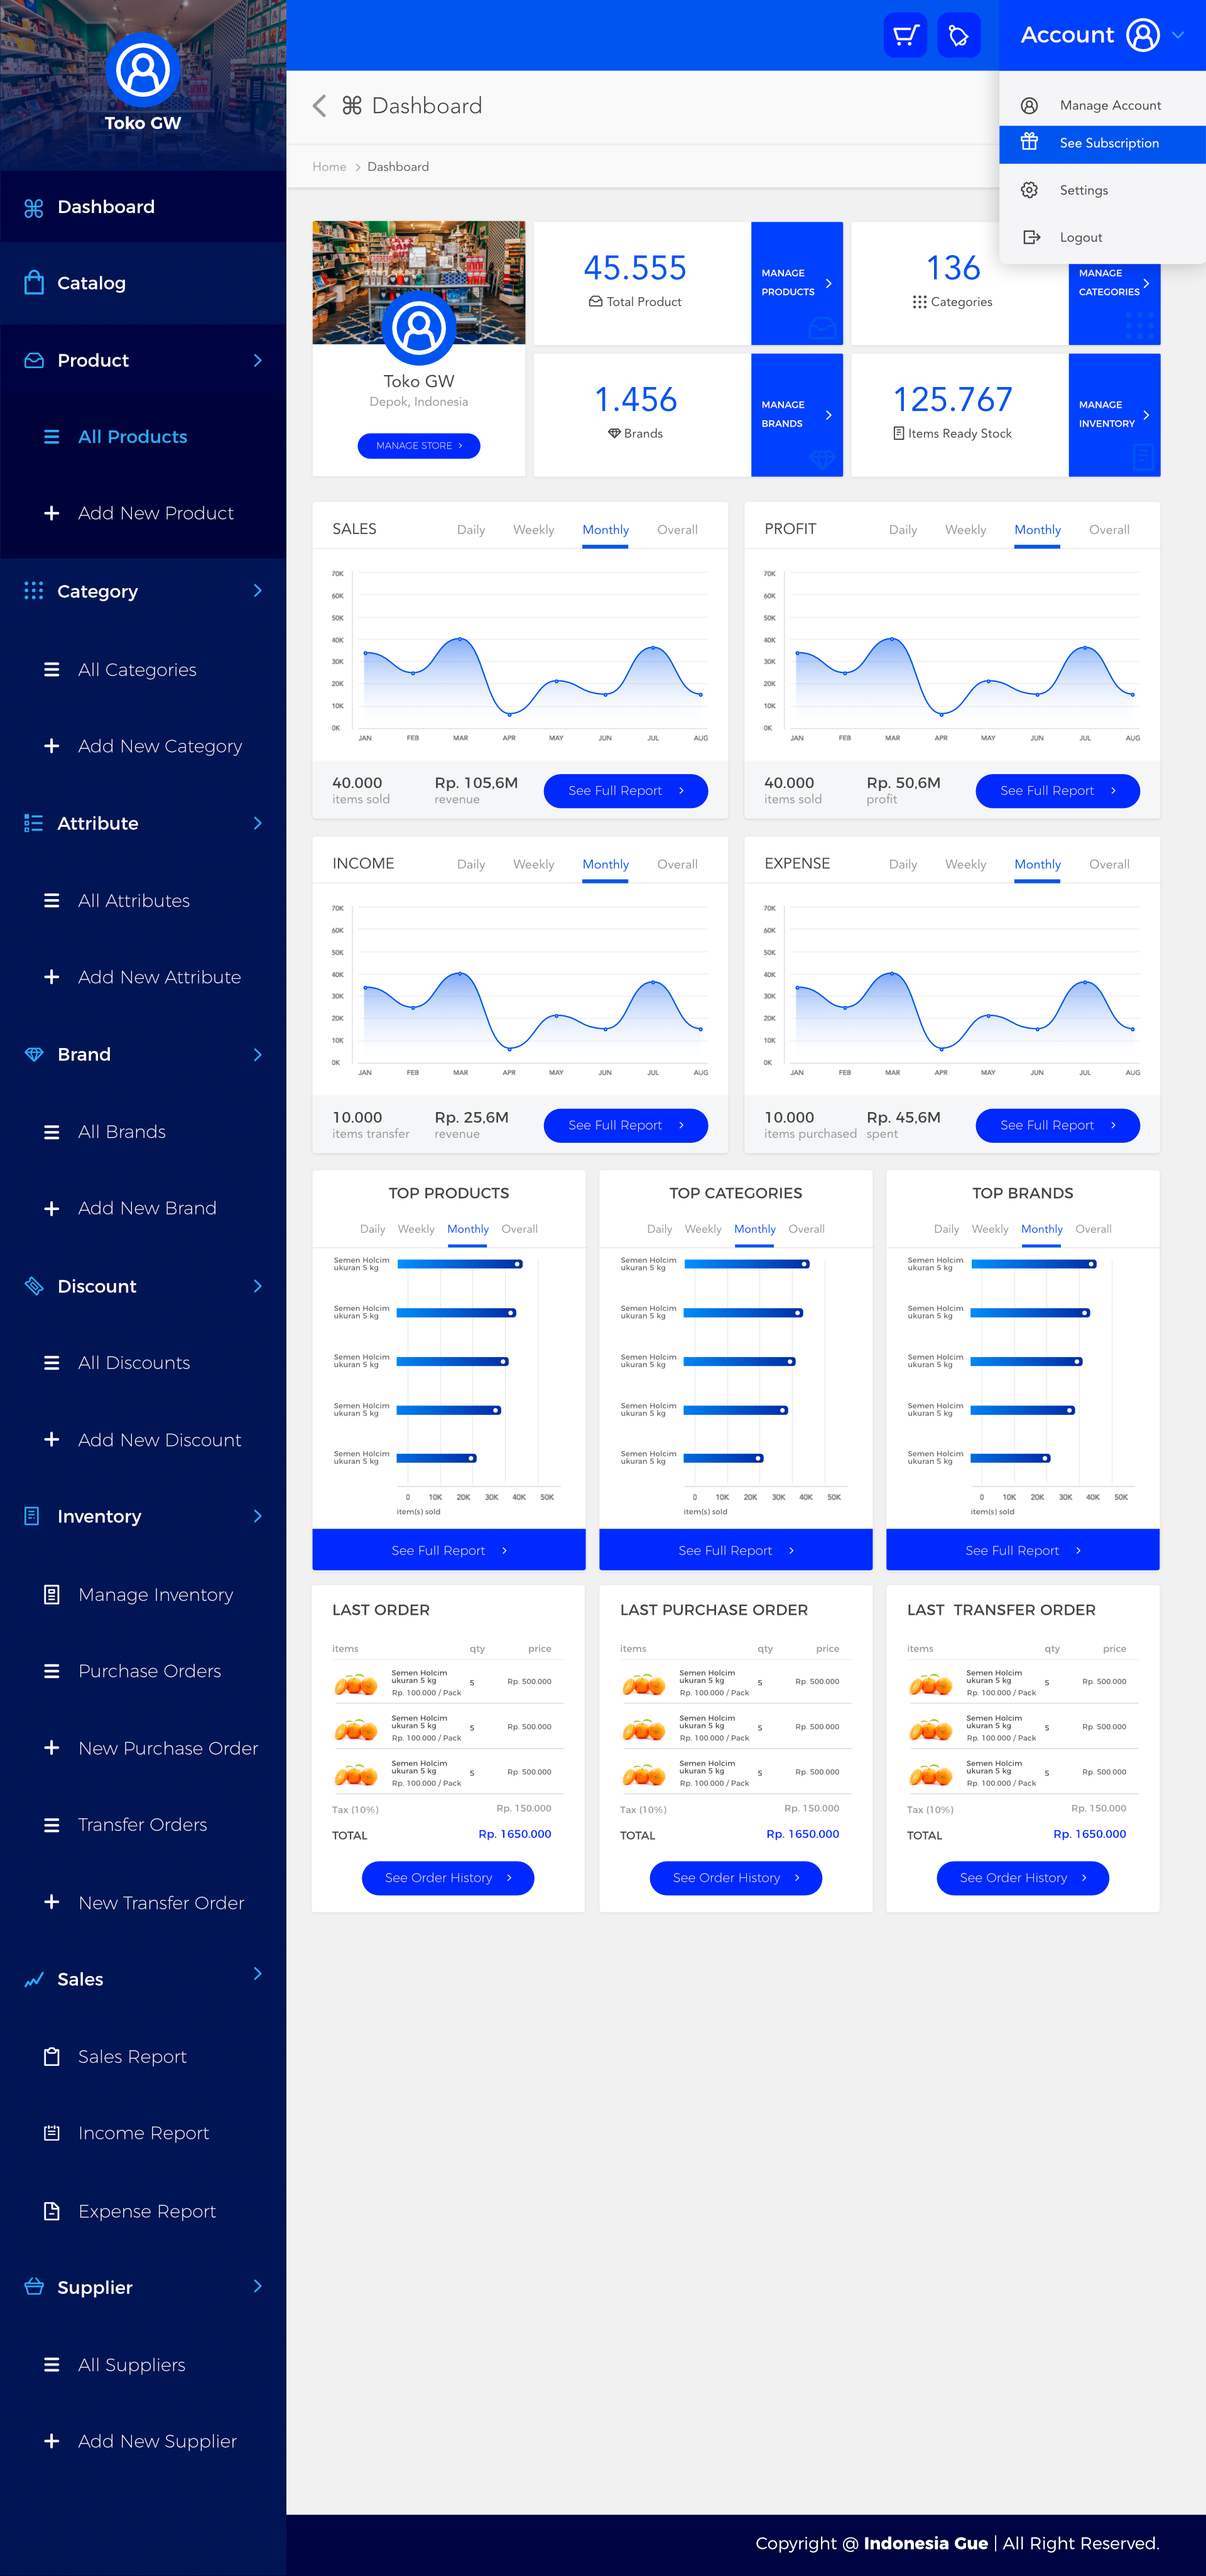 Toko GW
Dashboard
Catalog
Product
All Products
Add New Product
Category
All Categories
Add New Category
Attribute
All Attributes
Add New Attribute
Brand
All Brands
Add New Brand
Discount
All Discounts
Add New Discount
Inventory
Manage Inventory
Purchase Orders
New Purchase Order
Transfer Orders
New Transfer Order
Sales
Sales Report
Income Report
Expense Report
Supplier
All Suppliers
Add New Supplier
Account
Manage Account
See Subscription
Settings
Logout
Dashboard
Home > Dashboard
Toko GW
Depok, Indonesia
MANAGE STORE >
45.555
Total Product
MANAGE
PRODUCTS
136
Categories
MANAGE
CATEGORIES
1.456
Brands
MANAGE
BRANDS
125.767
Items Ready Stock
MANAGE
INVENTORY
SALES Daily Weekly Monthly Overall
70K
60K
50K
40K
30K
20K
10K
0K
JAN FEB MAR APR MAY JUN JUL AUG
40.000 Rp. 105,6M
items sold revenue
See Full Report >
PROFIT Daily Weekly Monthly Overall
70K
60K
50K
40K
30K
20K
10K
0K
JAN FEB MAR APR MAY JUN JUL AUG
40.000 Rp. 50,6M
items sold profit
See Full Report >
INCOME Daily Weekly Monthly Overall
70K
60K
50K
40K
30K
20K
10K
0K
JAN FEB MAR APR MAY JUN JUL AUG
10.000 Rp. 25,6M
items transfer revenue
See Full Report >
EXPENSE Daily Weekly Monthly Overall
70K
60K
50K
40K
30K
20K
10K
0K
JAN FEB MAR APR MAY JUN JUL AUG
10.000 Rp. 45,6M
items purchased spent
See Full Report >
TOP PRODUCTS
Daily Weekly Monthly Overall
Semen Holcim
ukuran 5 kg
Semen Holcim
ukuran 5 kg
Semen Holcim
ukuran 5 kg
Semen Holcim
ukuran 5 kg
Semen Holcim
ukuran 5 kg
0 10K 20K 30K 40K 50K
item(s) sold
See Full Report >
TOP CATEGORIES
Daily Weekly Monthly Overall
Semen Holcim
ukuran 5 kg
Semen Holcim
ukuran 5 kg
Semen Holcim
ukuran 5 kg
Semen Holcim
ukuran 5 kg
Semen Holcim
ukuran 5 kg
0 10K 20K 30K 40K 50K
item(s) sold
See Full Report >
TOP BRANDS
Daily Weekly Monthly Overall
Semen Holcim
ukuran 5 kg
Semen Holcim
ukuran 5 kg
Semen Holcim
ukuran 5 kg
Semen Holcim
ukuran 5 kg
Semen Holcim
ukuran 5 kg
0 10K 20K 30K 40K 50K
item(s) sold
See Full Report >
LAST ORDER
items qty price
Semen Holcim
ukuran 5 kg 5 Rp. 500.000
Rp. 100.000 / Pack
Semen Holcim
ukuran 5 kg 5 Rp. 500.000
Rp. 100.000 / Pack
Semen Holcim
ukuran 5 kg 5 Rp. 500.000
Rp. 100.000 / Pack
Tax (10%) Rp. 150.000
TOTAL Rp. 1650.000
See Order History >
LAST PURCHASE ORDER
items qty price
Semen Holcim
ukuran 5 kg 5 Rp. 500.000
Rp. 100.000 / Pack
Semen Holcim
ukuran 5 kg 5 Rp. 500.000
Rp. 100.000 / Pack
Semen Holcim
ukuran 5 kg 5 Rp. 500.000
Rp. 100.000 / Pack
Tax (10%) Rp. 150.000
TOTAL Rp. 1650.000
See Order History >
LAST TRANSFER ORDER
items qty price
Semen Holcim
ukuran 5 kg 5 Rp. 500.000
Rp. 100.000 / Pack
Semen Holcim
ukuran 5 kg 5 Rp. 500.000
Rp. 100.000 / Pack
Semen Holcim
ukuran 5 kg 5 Rp. 500.000
Rp. 100.000 / Pack
Tax (10%) Rp. 150.000
TOTAL Rp. 1650.000
See Order History >
Copyright @ Indonesia Gue | All Right Reserved.